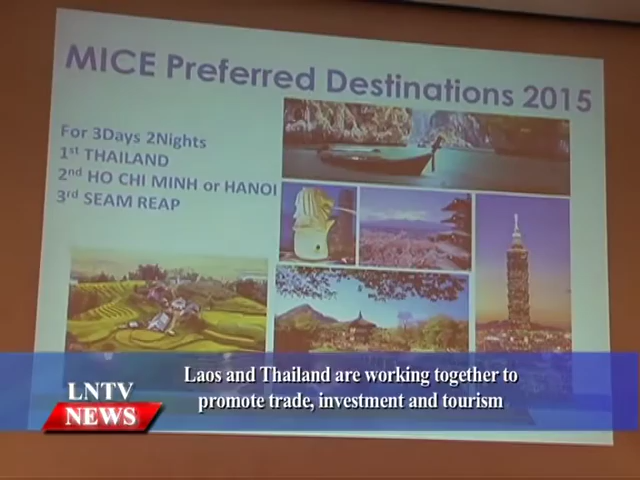 MICE Preferred Destinations 2015
For 3Days 2Nights
1st THAILAND
2nd HO CHI MINH or HANOI
3rd SEAM REAP
Laos and Thailand are working together to
promote trade, investment and tourism
LNTV
NEWS